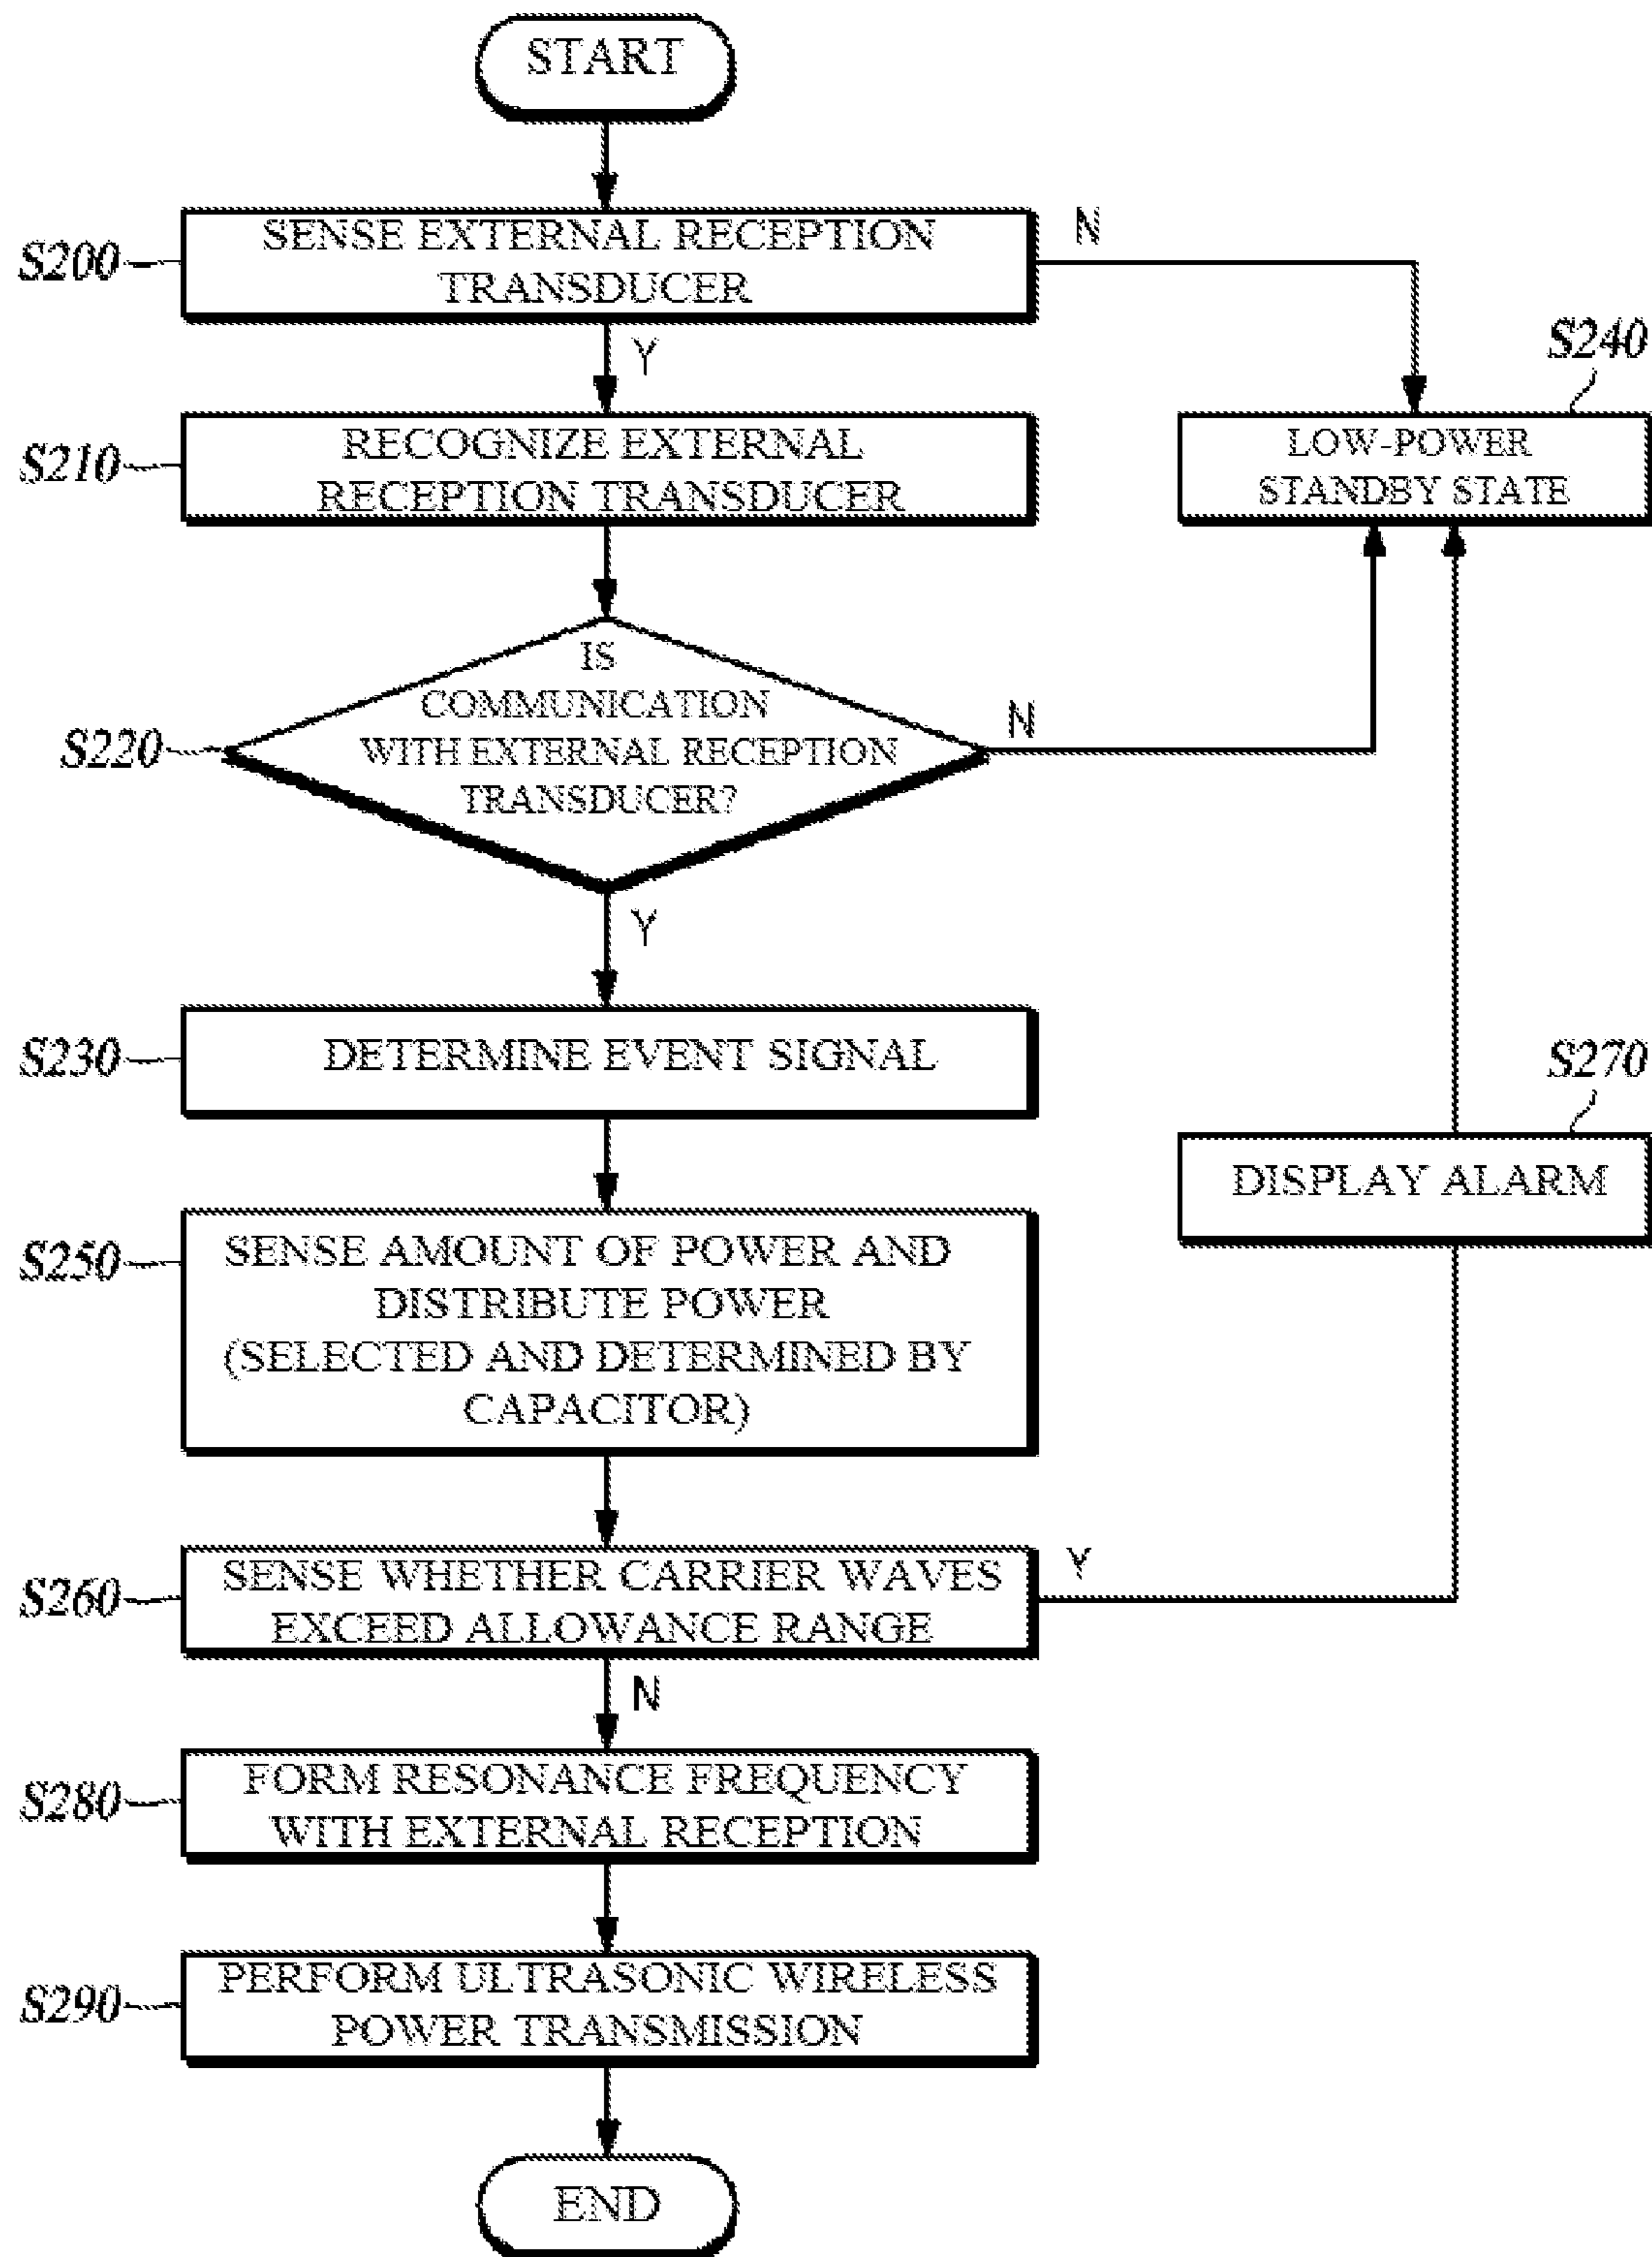 START
S200
SENSE EXTERNAL RECEPTION
TRANSDUCER
N
Y
S210
RECOGNIZE EXTERNAL
RECEPTION TRANSDUCER
S240
LOW-POWER
STANDBY STATE
S220
IS
COMMUNICATION
WITH EXTERNAL RECEPTION
TRANSDUCER?
N
Y
S230
DETERMINE EVENT SIGNAL
S270
DISPLAY ALARM
S250
SENSE AMOUNT OF POWER AND
DISTRIBUTE POWER
(SELECTED AND DETERMINED BY
CAPACITOR)
S260
SENSE WHETHER CARRIER WAVES
EXCEED ALLOWANCE RANGE
Y
N
S280
FORM RESONANCE FREQUENCY
WITH EXTERNAL RECEPTION
S290
PERFORM ULTRASONIC WIRELESS
POWER TRANSMISSION
END